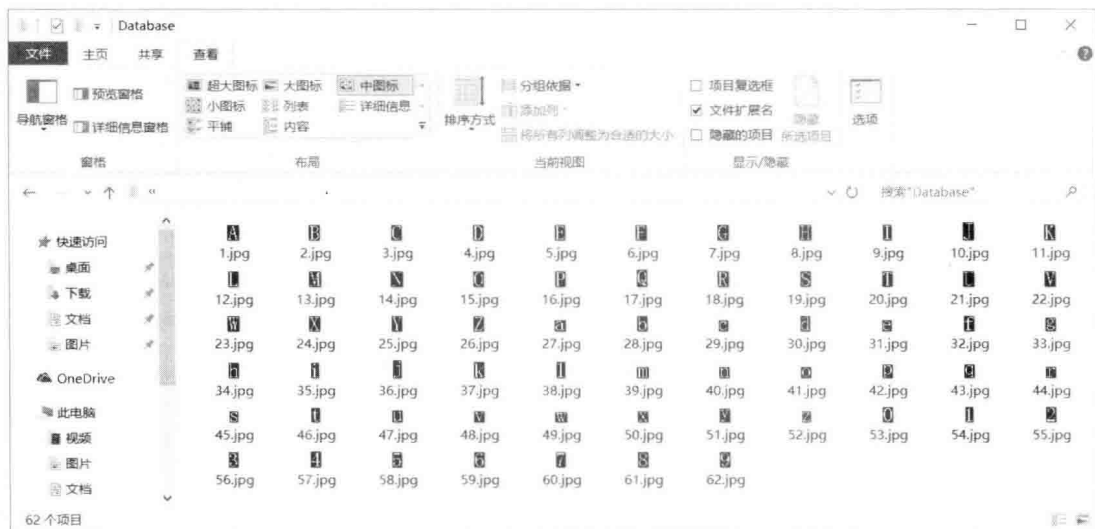 Database
文件 主页 共享 查看
导航窗格
预览窗格
详细信息窗格
窗格
超大图标 大图标 中图标
小图标 列表 详细信息
平铺 内容
布局
排序方式
分组依据
添加列
将所有列调整为合适的大小
当前视图
项目复选框
文件扩展名
隐藏的项目
隐藏
所选项目
显示/隐藏
选项
搜索"Database"
快速访问
桌面
下载
文档
图片
OneDrive
此电脑
视频
图片
文档
A B C D E F G H I J K
1.jpg 2.jpg 3.jpg 4.jpg 5.jpg 6.jpg 7.jpg 8.jpg 9.jpg 10.jpg 11.jpg
L M N O P Q R S T U V
12.jpg 13.jpg 14.jpg 15.jpg 16.jpg 17.jpg 18.jpg 19.jpg 20.jpg 21.jpg 22.jpg
W X Y Z a b c d e f g
23.jpg 24.jpg 25.jpg 26.jpg 27.jpg 28.jpg 29.jpg 30.jpg 31.jpg 32.jpg 33.jpg
h i j k l m n o p q r
34.jpg 35.jpg 36.jpg 37.jpg 38.jpg 39.jpg 40.jpg 41.jpg 42.jpg 43.jpg 44.jpg
s t u v w x y z 0 1 2
45.jpg 46.jpg 47.jpg 48.jpg 49.jpg 50.jpg 51.jpg 52.jpg 53.jpg 54.jpg 55.jpg
3 4 5 6 7 8 9
56.jpg 57.jpg 58.jpg 59.jpg 60.jpg 61.jpg 62.jpg
62 个项目